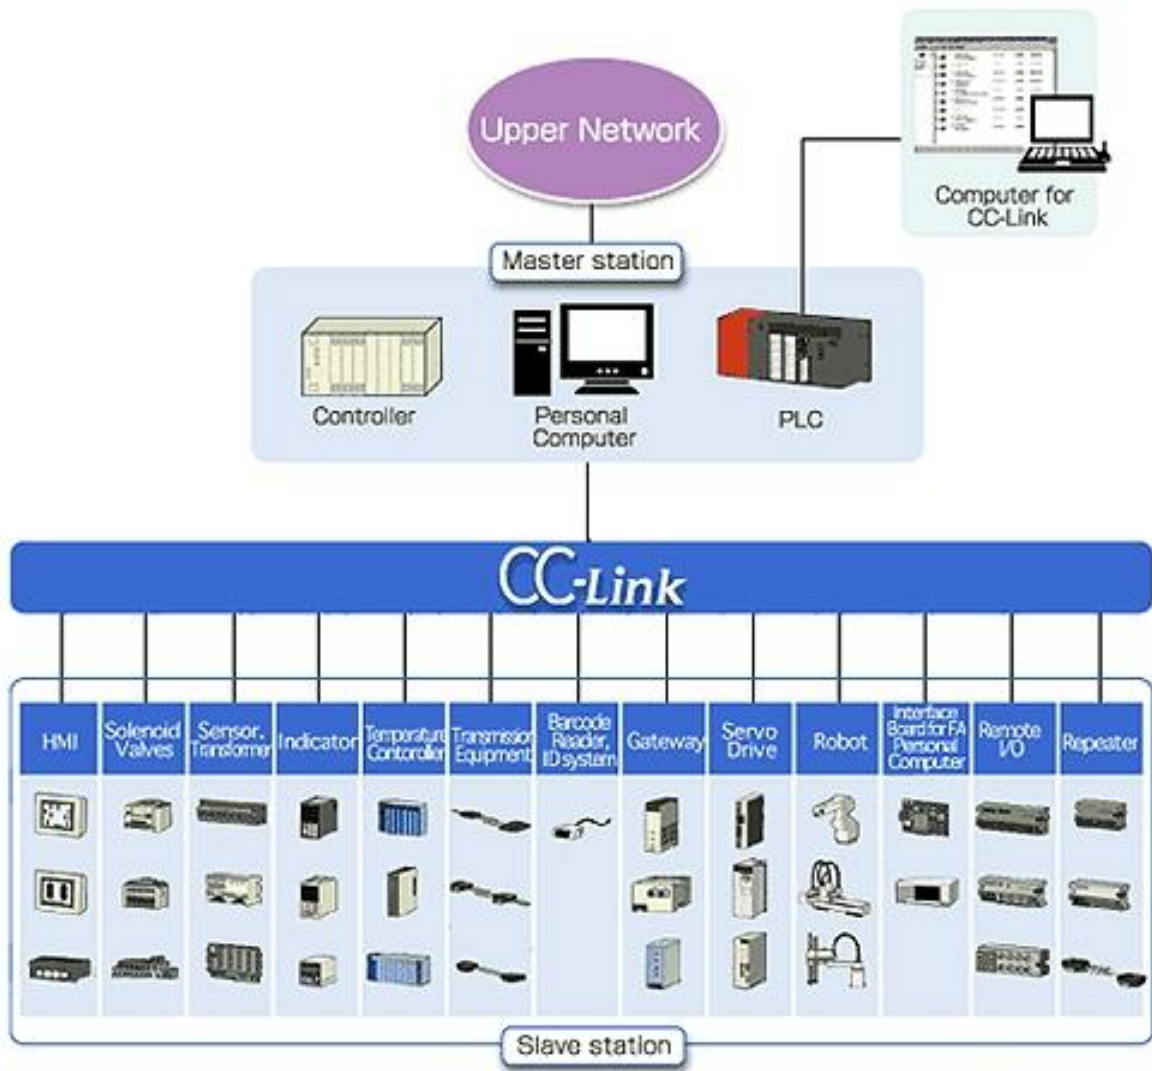 Upper Network
Computer for
CC-Link
Master station
Controller
Personal
Computer
PLC
CC-Link
HMI
Solenoid
Valves
Sensor.
Transformer
Indicator
Temperature
Contoroller
Transmission
Equipment
Barcode
Reader,
ID system
Gateway
Servo
Drive
Robot
Interface
Board for FA
Personal
Computer
Remote
I/O
Repeater
Slave station